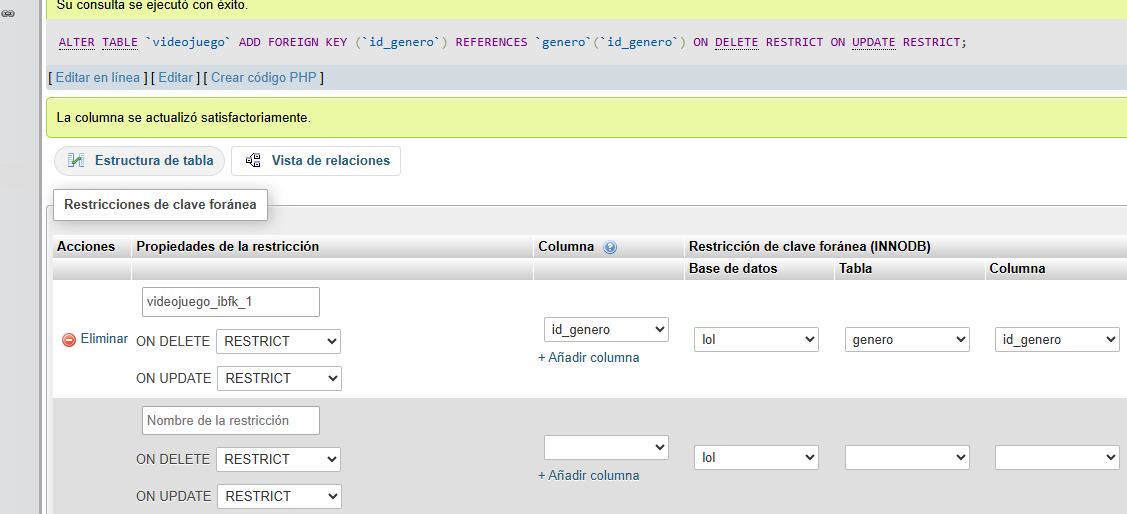 Su consulta se ejecutó con éxito.
ALTER TABLE `videojuego` ADD FOREIGN KEY (`id_genero`) REFERENCES `genero`(`id_genero`) ON DELETE RESTRICT ON UPDATE RESTRICT;
[ Editar en línea ] [ Editar ] [ Crear código PHP ]
La columna se actualizó satisfactoriamente.
Estructura de tabla Vista de relaciones
Restricciones de clave foránea
Acciones Propiedades de la restricción Columna Restricción de clave foránea (INNODB)
Base de datos Tabla Columna
videojuego_ibfk_1
Eliminar ON DELETE RESTRICT id_genero lol genero id_genero
+ Añadir columna
ON UPDATE RESTRICT
Nombre de la restricción
ON DELETE RESTRICT lol
+ Añadir columna
ON UPDATE RESTRICT